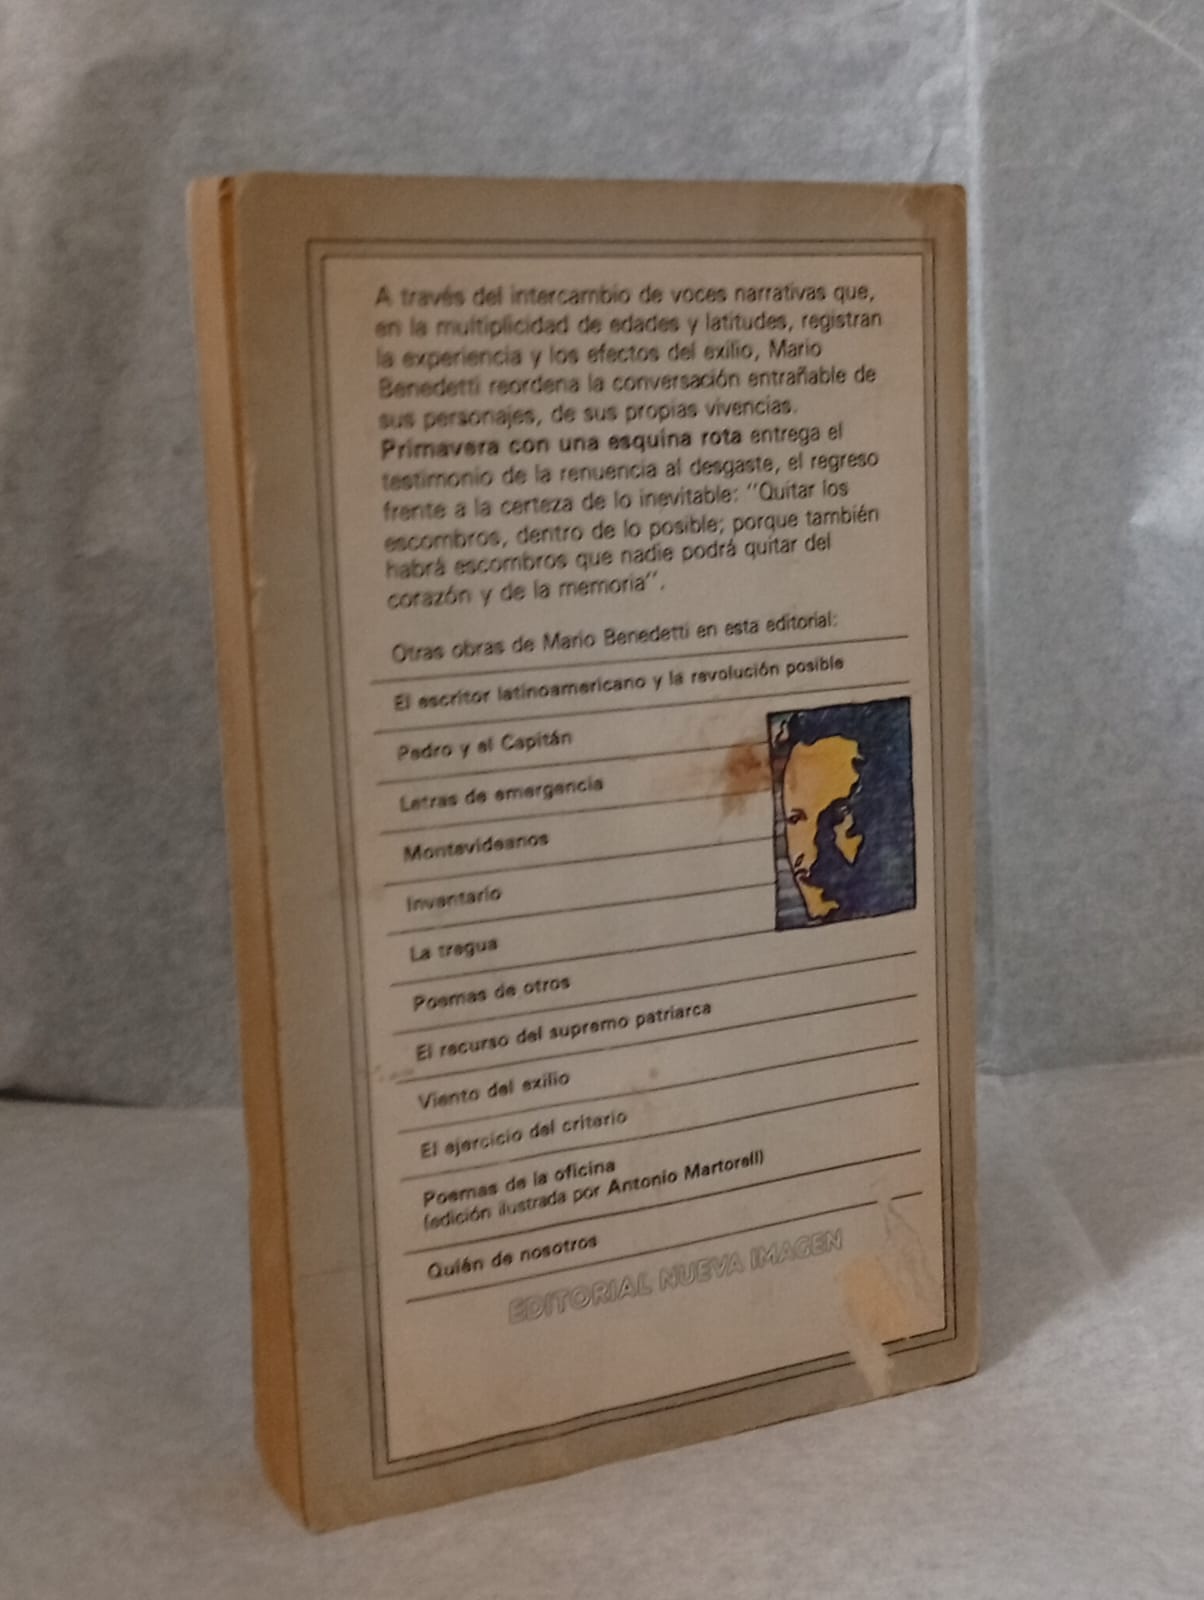 A través del intercambio de voces narrativas que,
en la multiplicidad de edades y latitudes, registran
la experiencia y los efectos del exilio, Mario
Benedetti reordena la conversación entrañable de
sus personajes, de sus propias vivencias.
Primavera con una esquina rota entrega el
testimonio de la renuencia al desgaste, el regreso
frente a la certeza de lo inevitable: "Quitar los
escombros, dentro de lo posible; porque también
habrá escombros que nadie podrá quitar del
corazón y de la memoria".
Otras obras de Mario Benedetti en esta editorial:
El escritor latinoamericano y la revolución posible
Pedro y el Capitán
Letras de emergencia
Montevideanos
Inventario
La tregua
Poemas de otros
El recurso del supremo patriarca
Viento del exilio
El ejercicio del criterio
Poemas de la oficina
(edición ilustrada por Antonio Martorell)
Quién de nosotros
EDITORIAL NUEVA IMAGEN